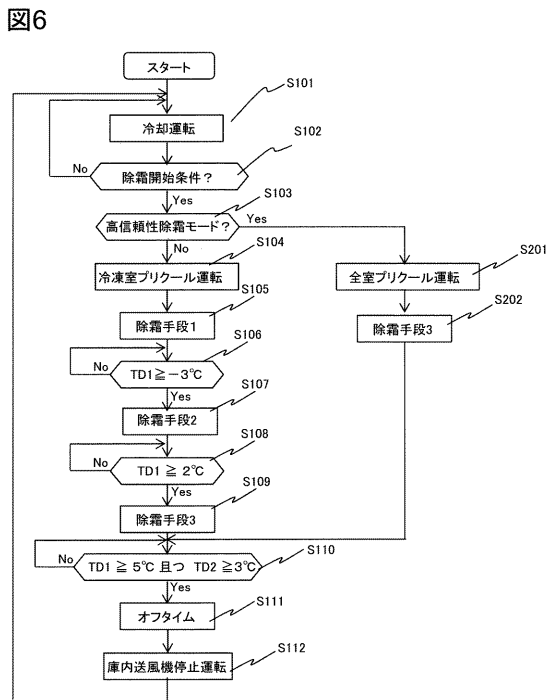 図6
スタート
S101
冷却運転
S102
No
除霜開始条件？
Yes
S103
高信頼性除霜モード？
Yes
No
S104
S201
冷凍室プリクール運転
全室プリクール運転
S105
S202
除霜手段1
除霜手段3
S106
No
TD1≧－3℃
Yes
S107
除霜手段2
S108
No
TD1 ≧ 2℃
Yes
S109
除霜手段3
S110
No
TD1 ≧ 5℃ 且つ TD2 ≧3℃
Yes
S111
オフタイム
S112
庫内送風機停止運転